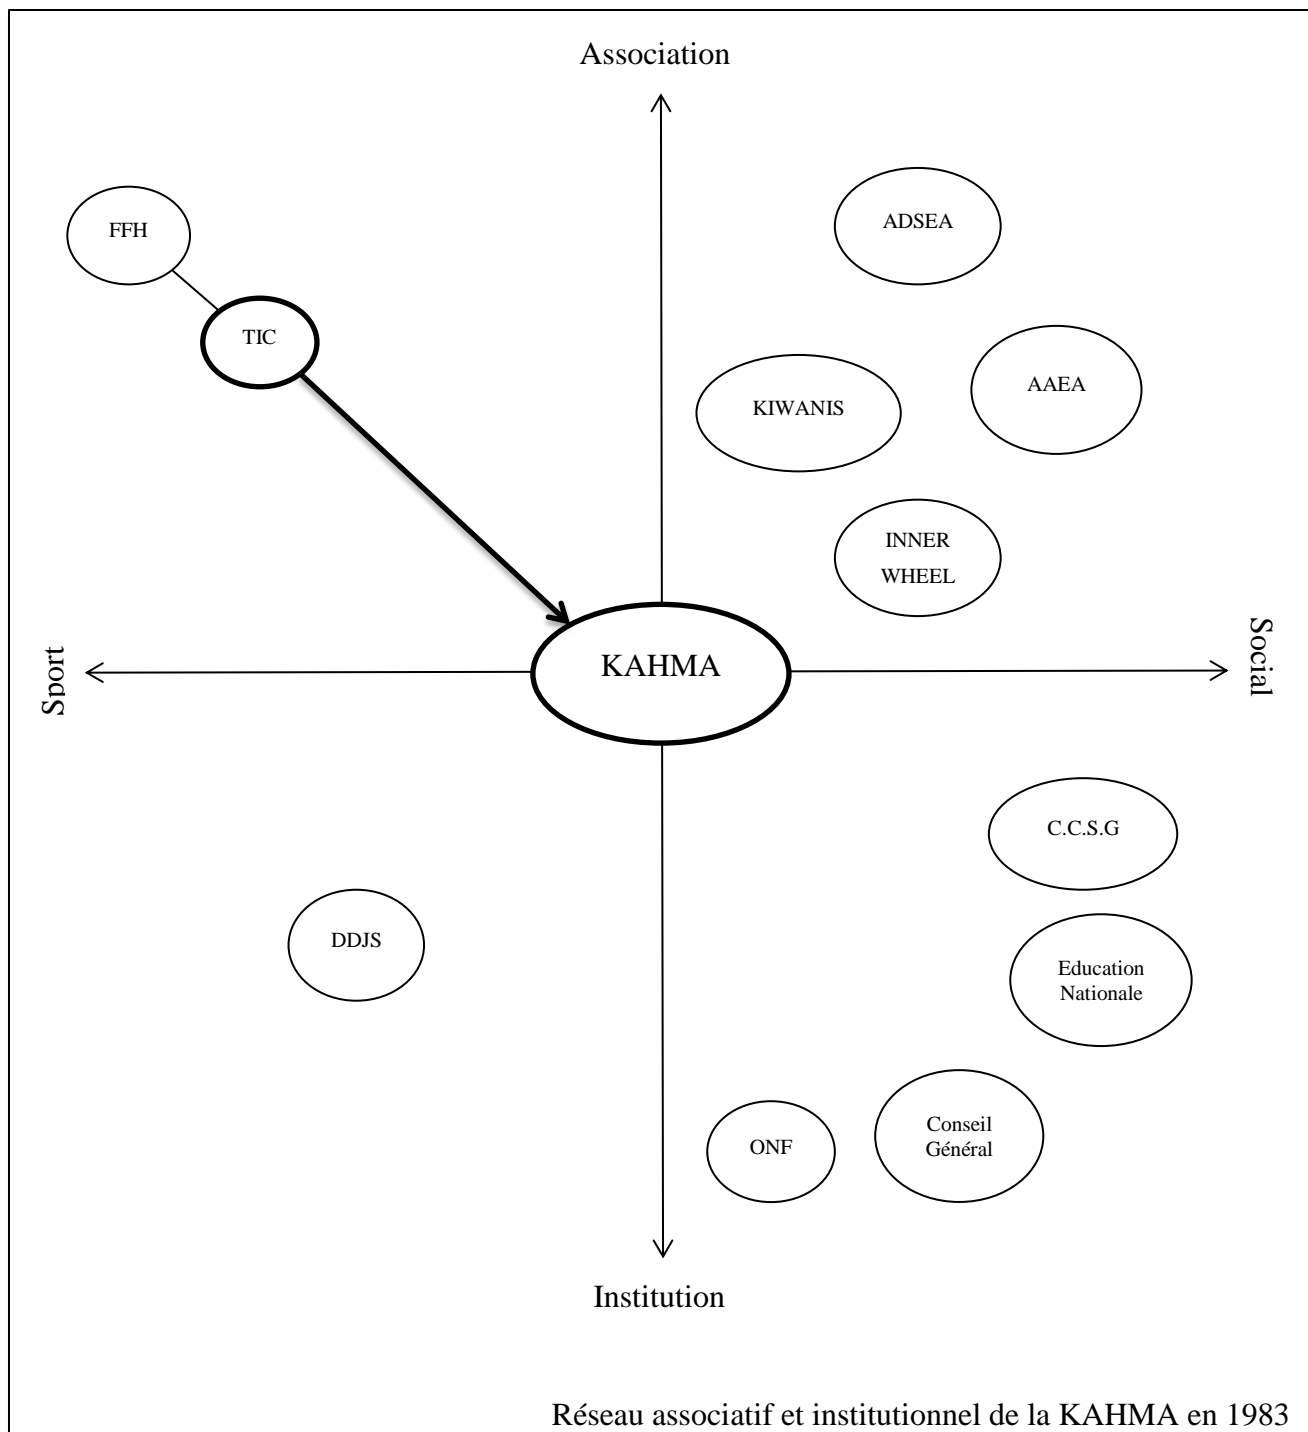 Association
FFH
ADSEA
TIC
KIWANIS
AAEA
INNER
WHEEL
Sport
KAHMA
Social
C.C.S.G
DDJS
Education
Nationale
ONF
Conseil
Général
Institution
Réseau associatif et institutionnel de la KAHMA en 1983